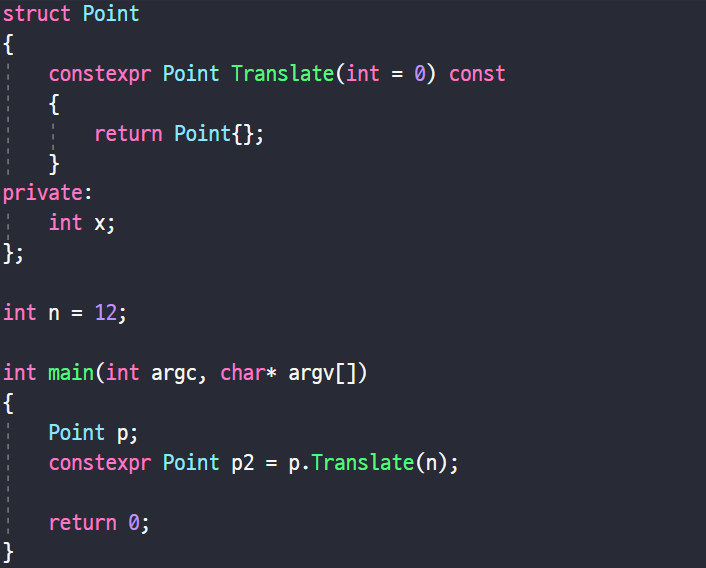 struct Point
{
    constexpr Point Translate(int = 0) const
    {
        return Point{};
    }
private:
    int x;
};

int n = 12;

int main(int argc, char* argv[])
{
    Point p;
    constexpr Point p2 = p.Translate(n);

    return 0;
}